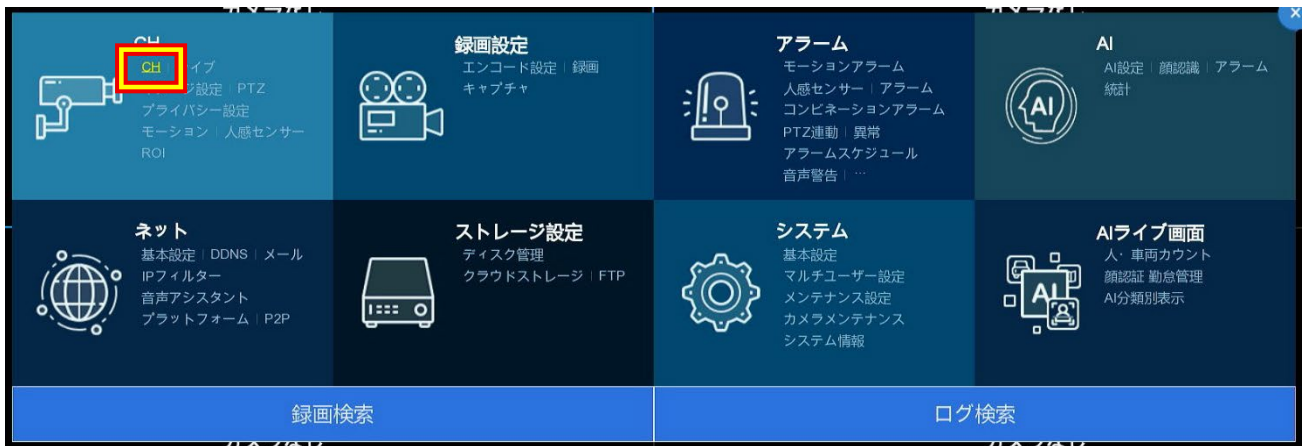 CH
CH
イブ
設定 | PTZ
プライバシー設定
モーション | 人感センサー
ROI
録画設定
エンコード設定 | 録画
キャプチャ
アラーム
モーションアラーム
人感センサー | アラーム
コンビネーションアラーム
PTZ連動 | 異常
アラームスケジュール
音声警告 | …
AI
AI設定 | 顔認識 | アラーム
統計
AI
ネット
基本設定 | DDNS | メール
IPフィルター
音声アシスタント
プラットフォーム | P2P
ストレージ設定
ディスク管理
クラウドストレージ | FTP
システム
基本設定
マルチユーザー設定
メンテナンス設定
カメラメンテナンス
システム情報
AIライブ画面
人・車両カウント
顔認証 勤怠管理
AI分類別表示
AI
録画検索
ログ検索